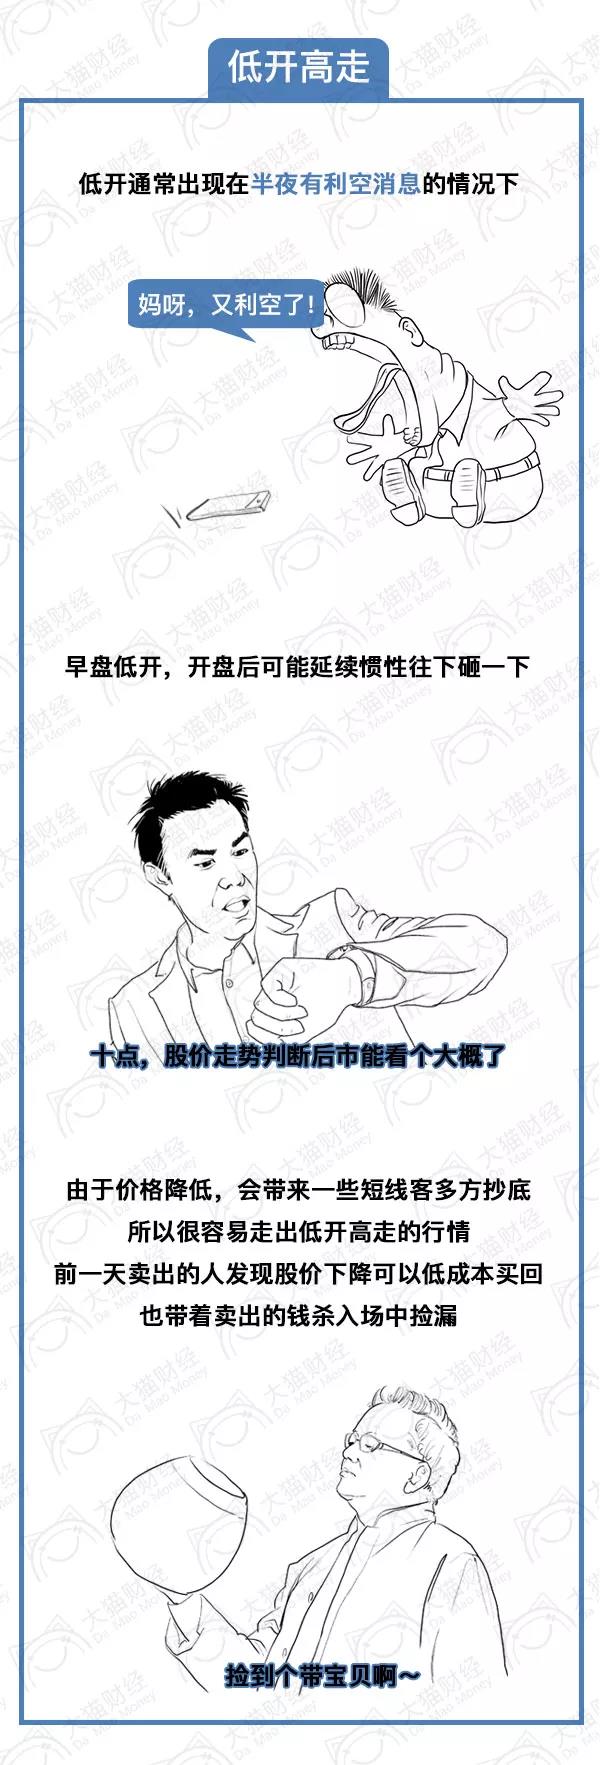 低开高走
低开通常出现在半夜有利空消息的情况下
妈呀，又利空了！
早盘低开，开盘后可能延续惯性往下砸一下
十点，股价走势判断后市能看个大概了
由于价格降低，会带来一些短线客多方抄底
所以很容易走出低开高走的行情
前一天卖出的人发现股价下降可以低成本买回
也带着卖出的钱杀入场中捡漏
捡到个带宝贝啊～
大猫财经
Da Mao Money